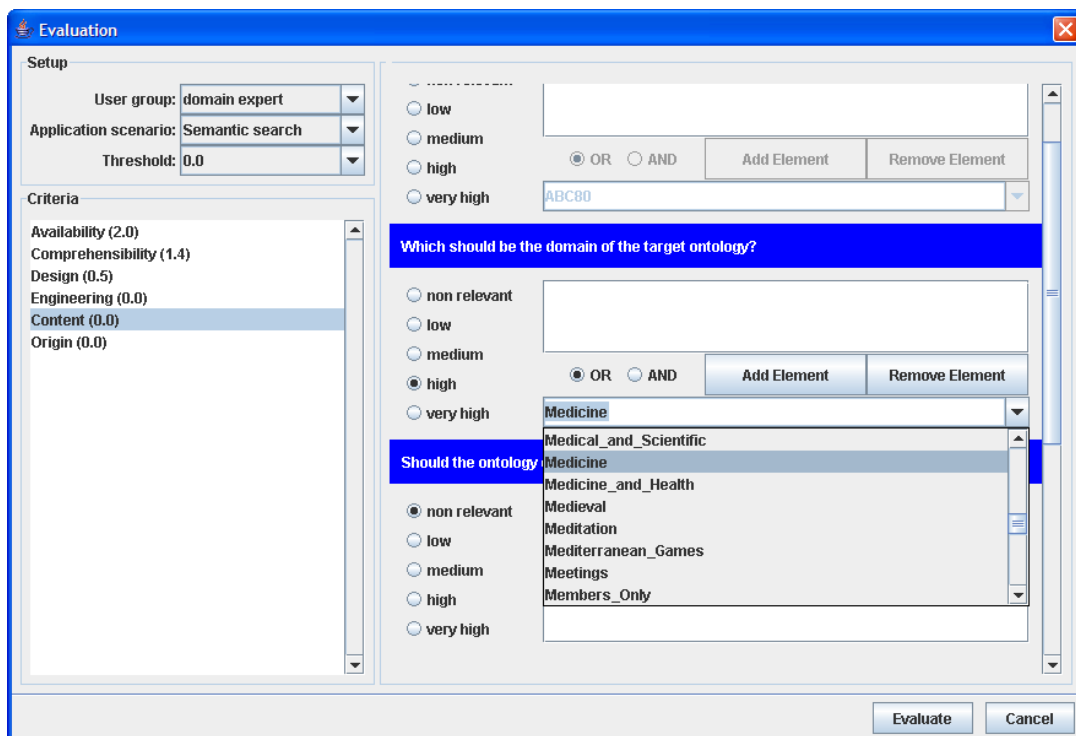 Evaluation
Setup
User group: domain expert
Application scenario: Semantic search
Threshold: 0.0
Criteria
Availability (2.0)
Comprehensibility (1.4)
Design (0.5)
Engineering (0.0)
Content (0.0)
Origin (0.0)
low
medium
high
very high
OR AND Add Element Remove Element
ABC80
Which should be the domain of the target ontology?
non relevant
low
medium
high
very high
OR AND Add Element Remove Element
Medicine
Medical_and_Scientific
Medicine
Medicine_and_Health
Medieval
Meditation
Mediterranean_Games
Meetings
Members_Only
Should the ontology
non relevant
low
medium
high
very high
Evaluate Cancel